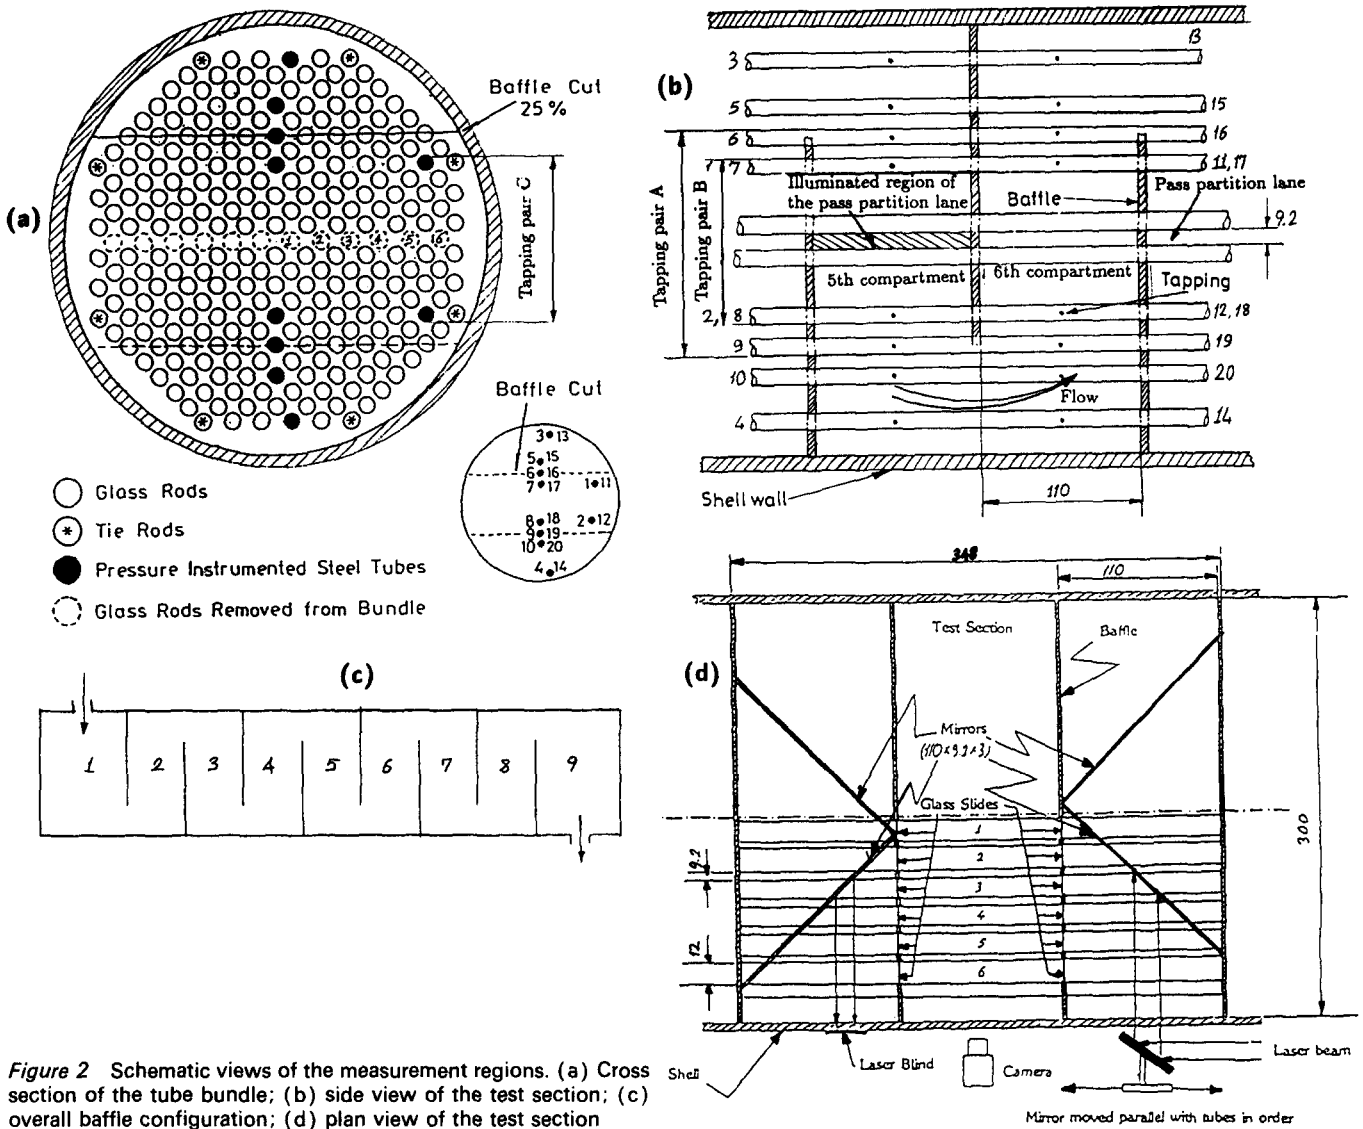 (a)
Baffle Cut
25%
Tapping pair C
1 2 3 4 5 6
Baffle Cut
3 13
5 15
6 16
7 17
1 11
8 18
2 12
9 19
10 20
4 14
Glass Rods
* Tie Rods
Pressure Instrumented Steel Tubes
Glass Rods Removed from Bundle
(b)
B
3
5
15
6
16
7
11, 17
Tapping pair A
Tapping pair B
Illuminated region of
the pass partition lane
Baffle
Pass partition lane
9.2
5th compartment
6th compartment
Tapping
2, 8
12, 18
9
19
10
20
Flow
4
14
Shell wall
110
(c)
1 2 3 4 5 6 7 8 9
(d)
348
110
Test Section
Baffle
Mirrors
(110×9.2×3)
Glass Slides
1
2
3
4
5
6
9.2
12
300
Shell
Laser Blind
Camera
Laser beam
Mirror moved parallel with tubes in order
Figure 2 Schematic views of the measurement regions. (a) Cross
section of the tube bundle; (b) side view of the test section; (c)
overall baffle configuration; (d) plan view of the test section